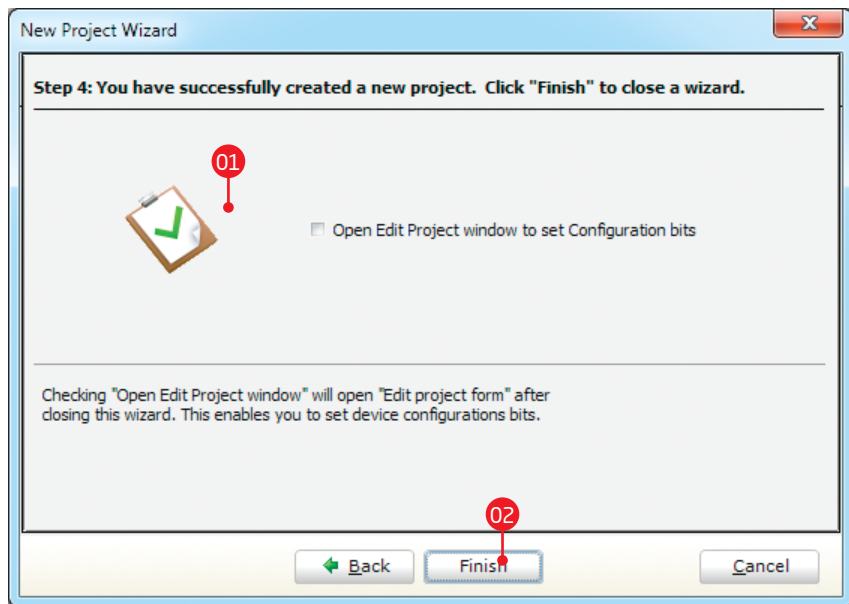 New Project Wizard
X
Step 4: You have successfully created a new project. Click "Finish" to close a wizard.
01
Open Edit Project window to set Configuration bits
Checking "Open Edit Project window" will open "Edit project form" after
closing this wizard. This enables you to set device configurations bits.
02
Back Finish Cancel